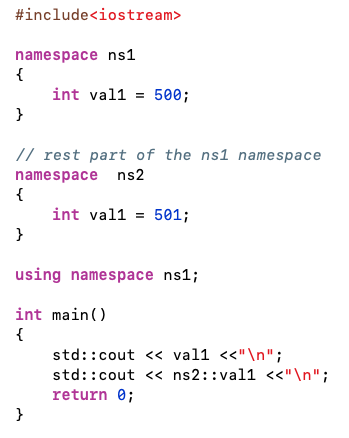 #include<iostream>
namespace ns1
{
    int val1 = 500;
}
// rest part of the ns1 namespace
namespace  ns2
{
    int val1 = 501;
}
using namespace ns1;
int main()
{
    std::cout << val1 <<"\n";
    std::cout << ns2::val1 <<"\n";
    return 0;
}